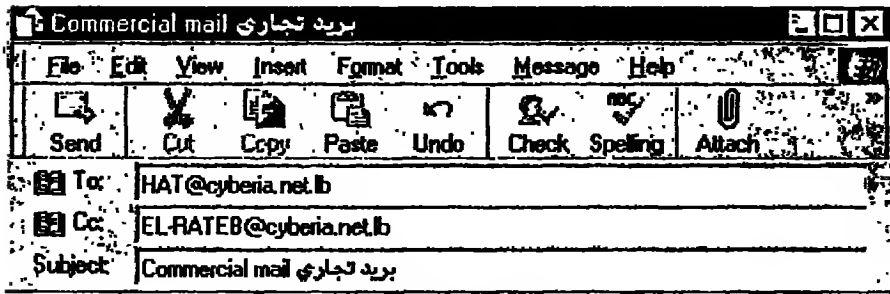 Commercial mail بريد تجاري
File Edit View Insert Format Tools Message Help
Send Cut Copy Paste Undo Check Spelling Attach
To: HAT@cyberia.net.lb
Cc: EL-RATEB@cyberia.net.lb
Subject: Commercial mail بريد تجاري